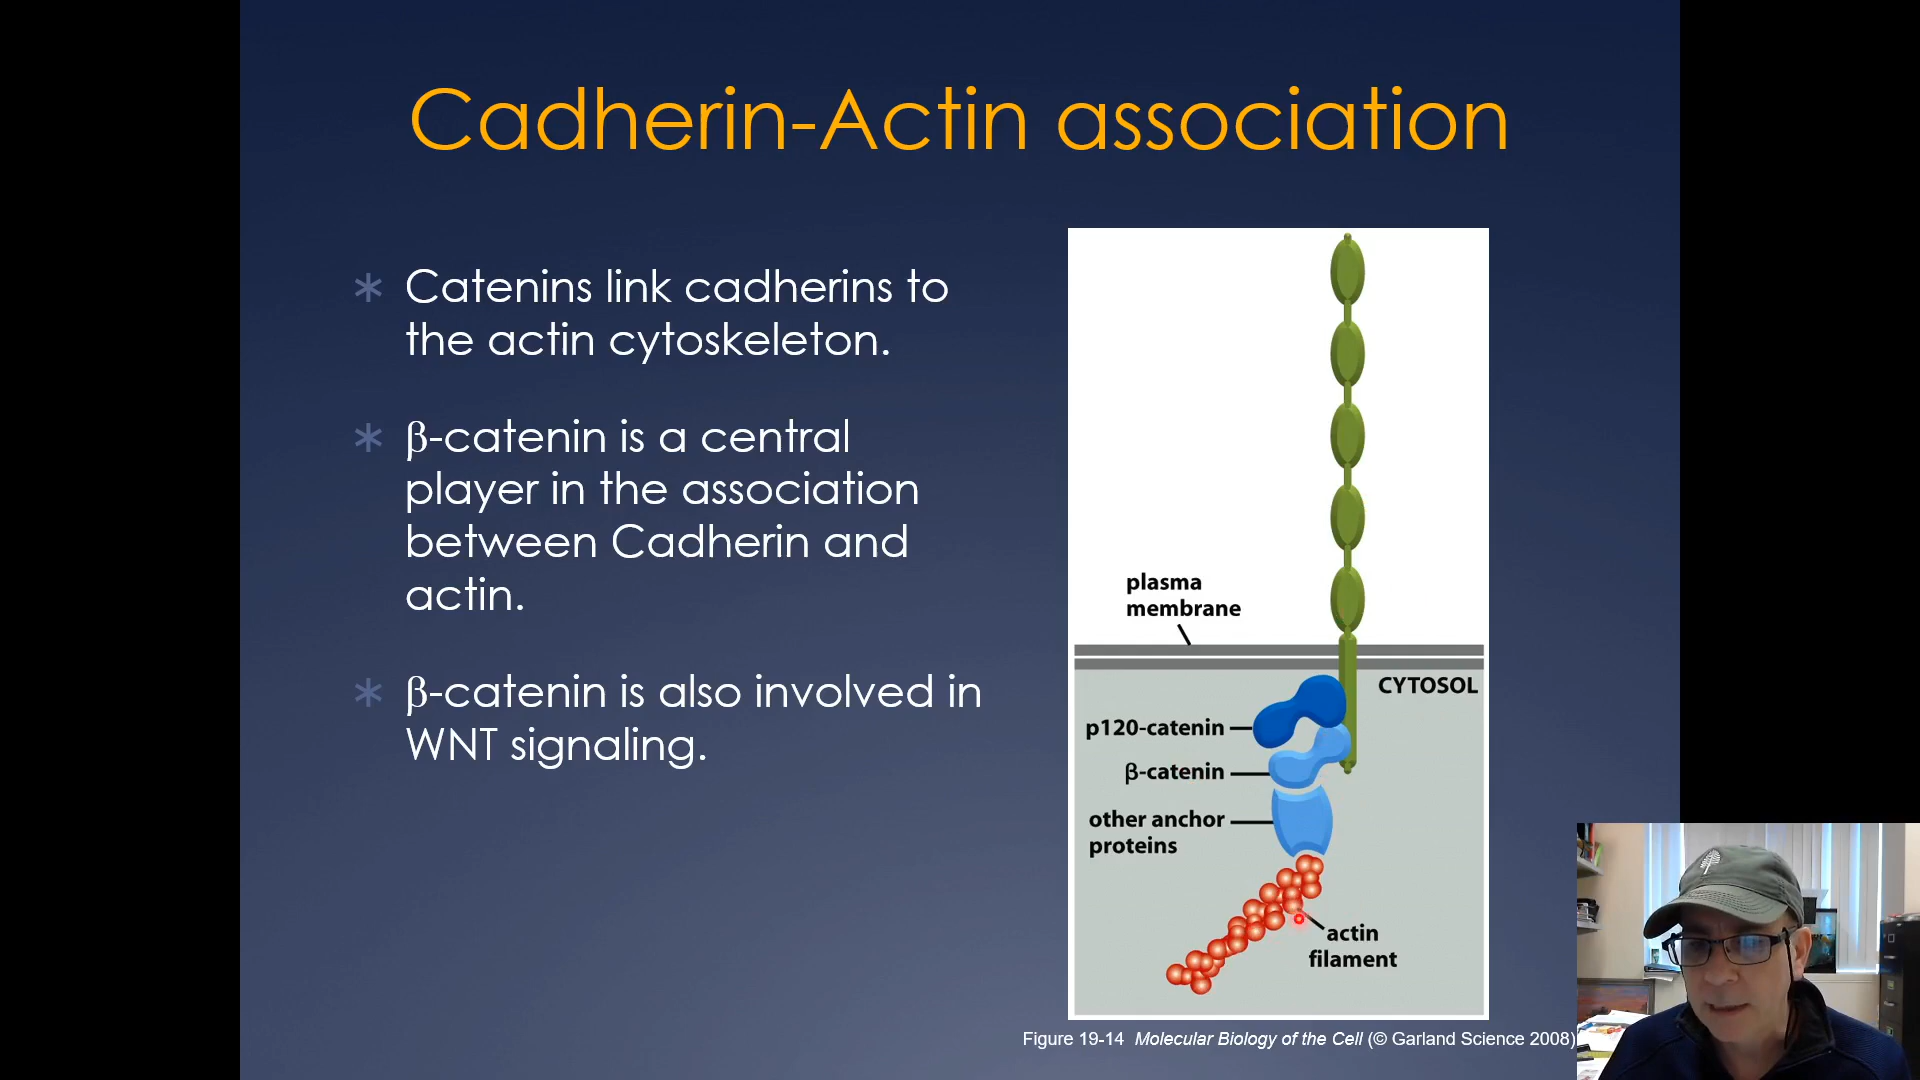 Cadherin-Actin association
Catenins link cadherins to
the actin cytoskeleton.
β-catenin is a central
player in the association
between Cadherin and
actin.
β-catenin is also involved in
WNT signaling.
plasma
membrane
CYTOSOL
p120-catenin
β-catenin
other anchor
proteins
actin
filament
Figure 19-14 Molecular Biology of the Cell (© Garland Science 2008)